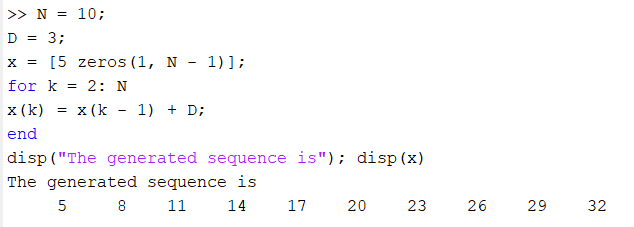 >> N = 10;
D = 3;
x = [5 zeros(1, N - 1)];
for k = 2: N
x(k) = x(k - 1) + D;
end
disp("The generated sequence is"); disp(x)
The generated sequence is
5 8 11 14 17 20 23 26 29 32